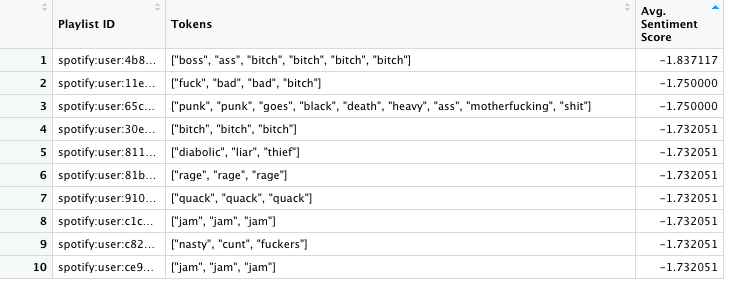 Playlist ID Tokens Avg. Sentiment Score
1 spotify:user:4b8... ["boss", "ass", "bitch", "bitch", "bitch", "bitch"] −1.837117
2 spotify:user:11e... ["fuck", "bad", "bad", "bitch"] −1.750000
3 spotify:user:65c... ["punk", "punk", "goes", "black", "death", "heavy", "ass", "motherfucking", "shit"] −1.750000
4 spotify:user:30e... ["bitch", "bitch", "bitch"] −1.732051
5 spotify:user:811... ["diabolic", "liar", "thief"] −1.732051
6 spotify:user:81b... ["rage", "rage", "rage"] −1.732051
7 spotify:user:910... ["quack", "quack", "quack"] −1.732051
8 spotify:user:c1c... ["jam", "jam", "jam"] −1.732051
9 spotify:user:c82... ["nasty", "cunt", "fuckers"] −1.732051
10 spotify:user:ce9... ["jam", "jam", "jam"] −1.732051